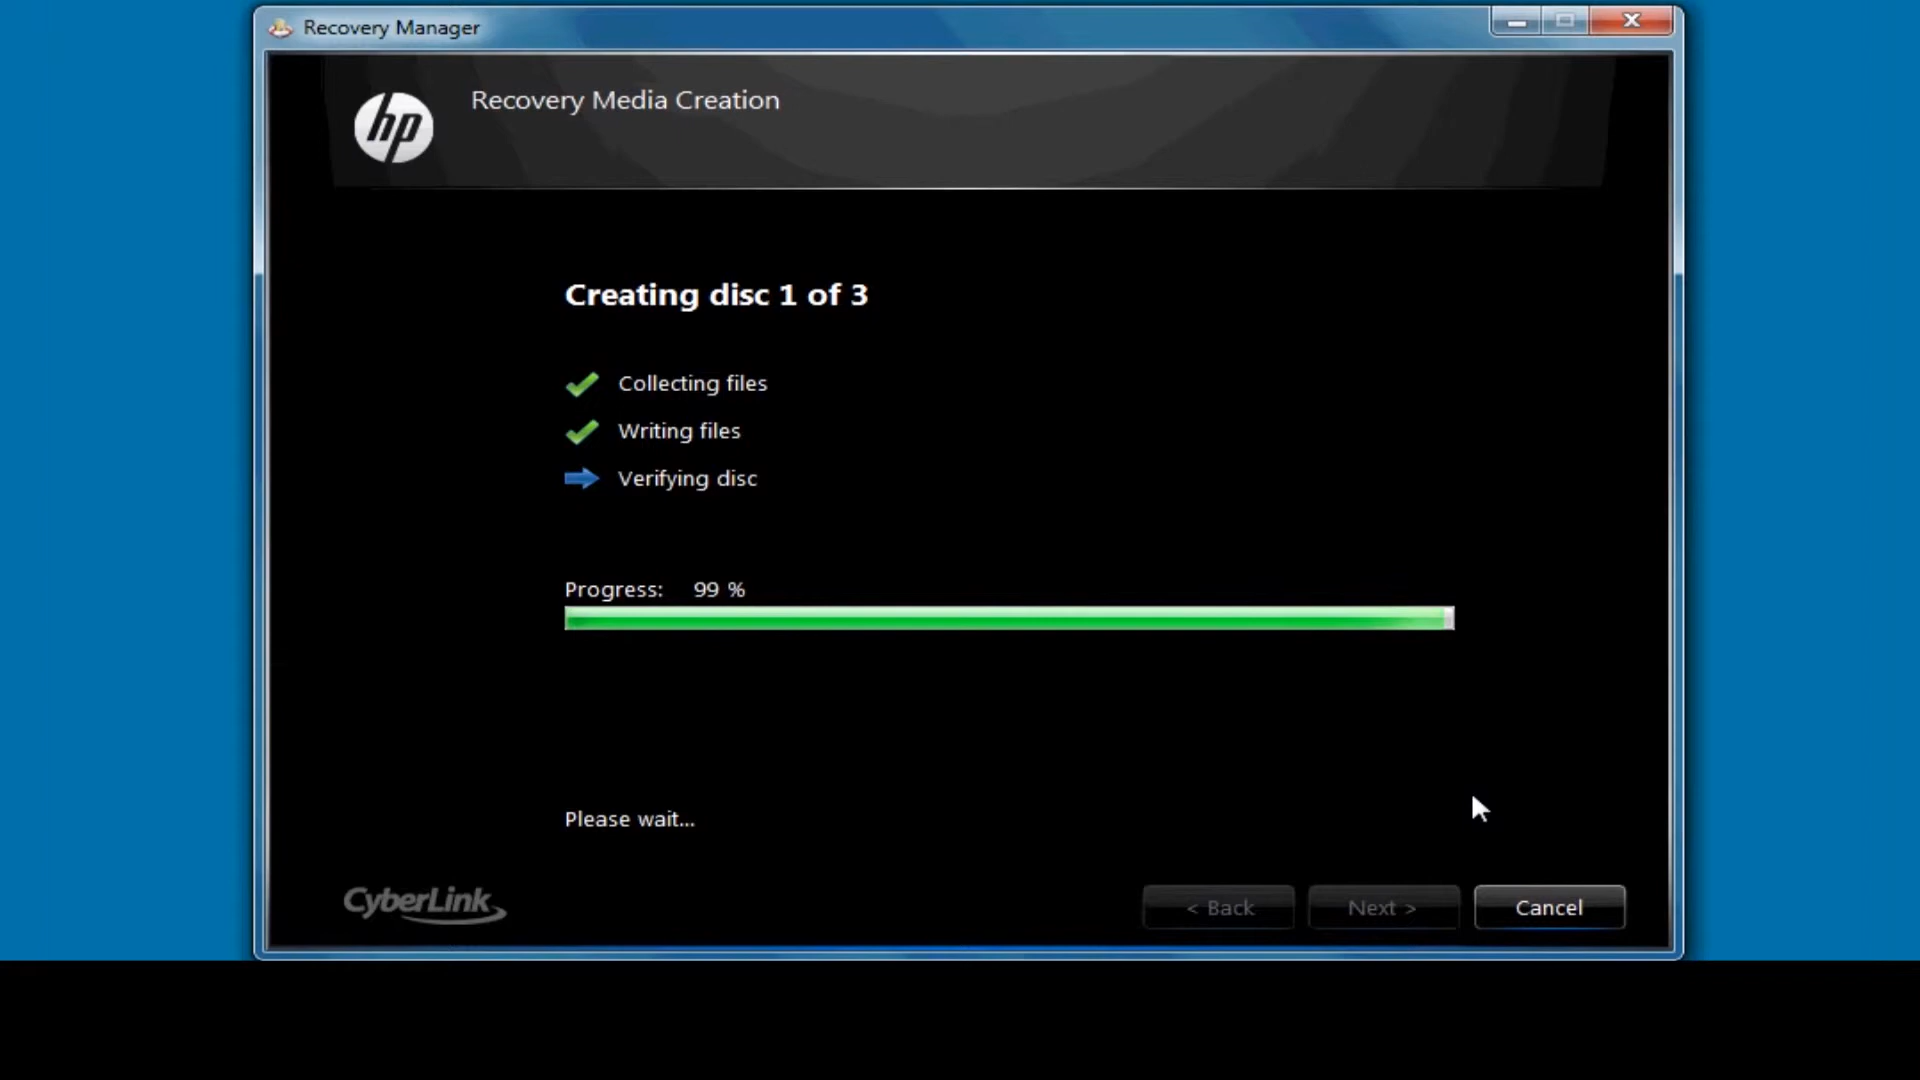 Recovery Manager
hp
Recovery Media Creation
Creating disc 1 of 3
Collecting files
Writing files
Verifying disc
Progress: 99 %
Please wait...
CyberLink
< Back
Next >
Cancel